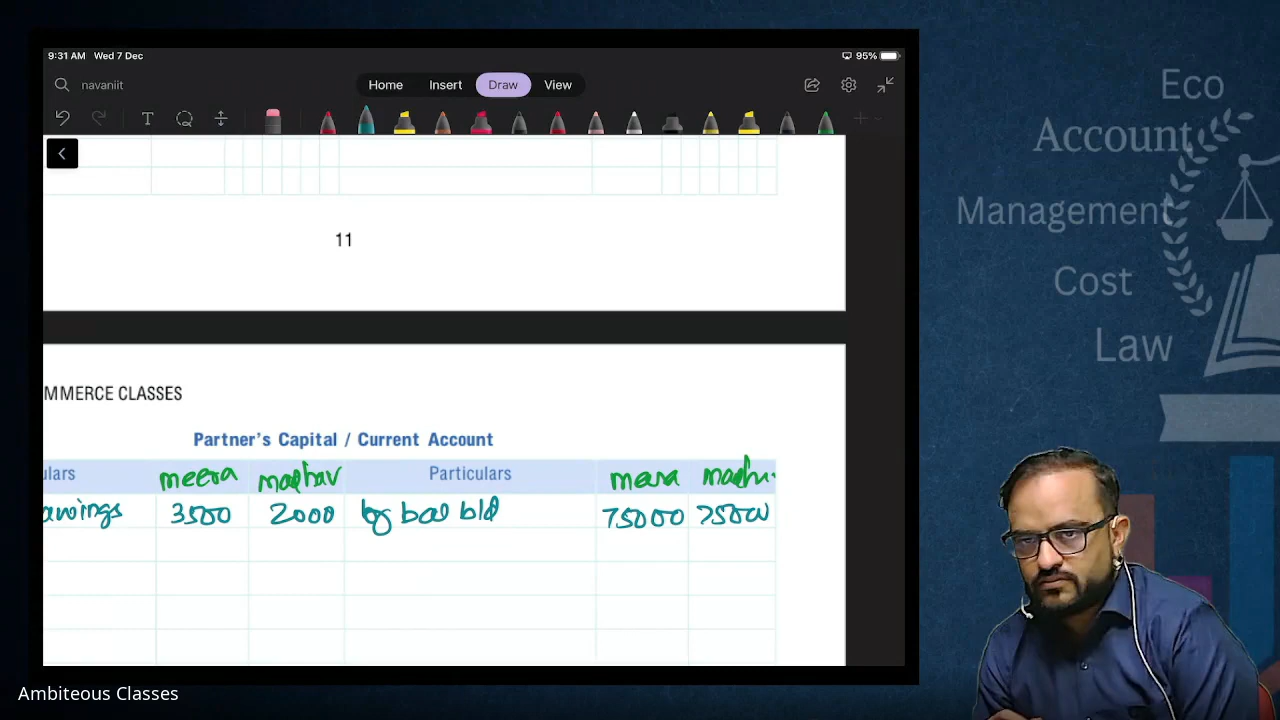 9:31 AM Wed 7 Dec
95%
navaniit
Home Insert Draw View
Eco
Account
Management
Cost
Law
11
MMERCE CLASSES
Partner's Capital / Current Account
ulars meera madhav Particulars meera madhav
awings 3500 2000 by bal b/d 75000 75000
Ambiteous Classes